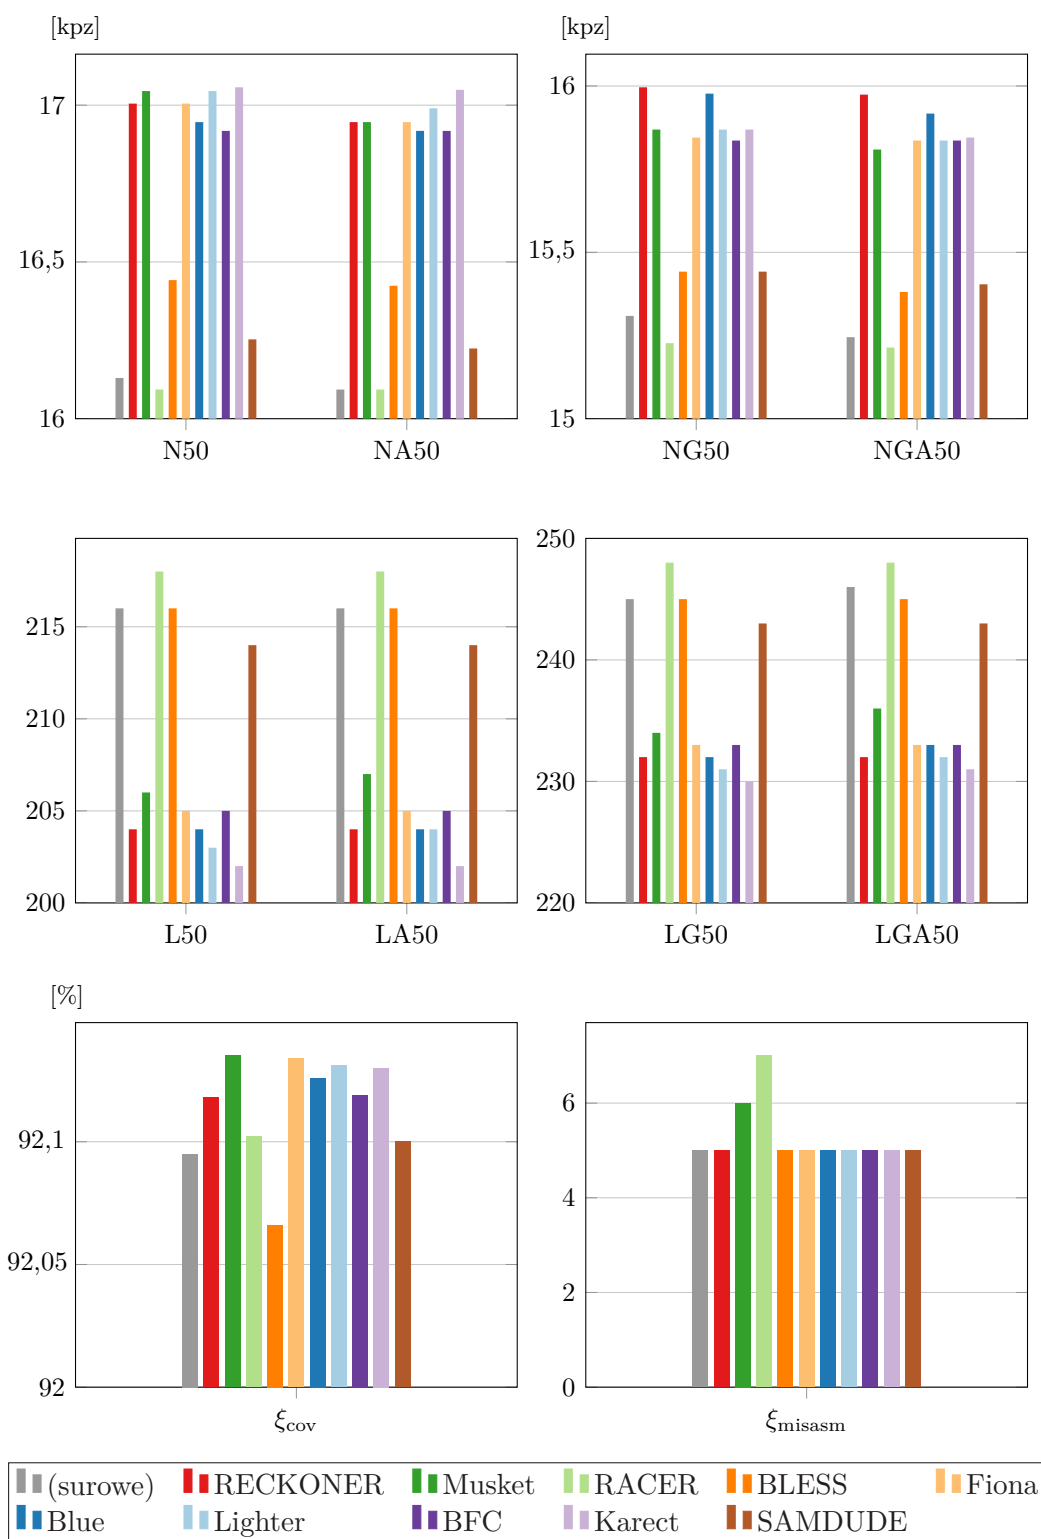 [kpz] [kpz]
17
16,5
16
N50 NA50
16
15,5
15
NG50 NGA50
215
210
205
200
L50 LA50
250
240
230
220
LG50 LGA50
[%]
92,1
92,05
92
ξcov
6
4
2
0
ξmisasm
(surowe) RECKONER Musket RACER BLESS Fiona
Blue Lighter BFC Karect SAMDUDE